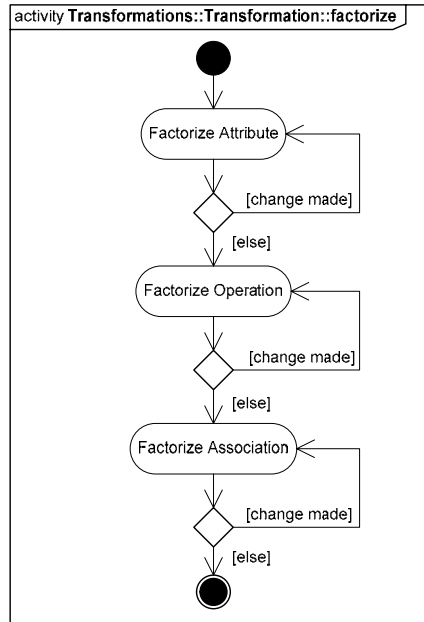 activity Transformations::Transformation::factorize
Factorize Attribute
[change made]
[else]
Factorize Operation
[change made]
[else]
Factorize Association
[change made]
[else]